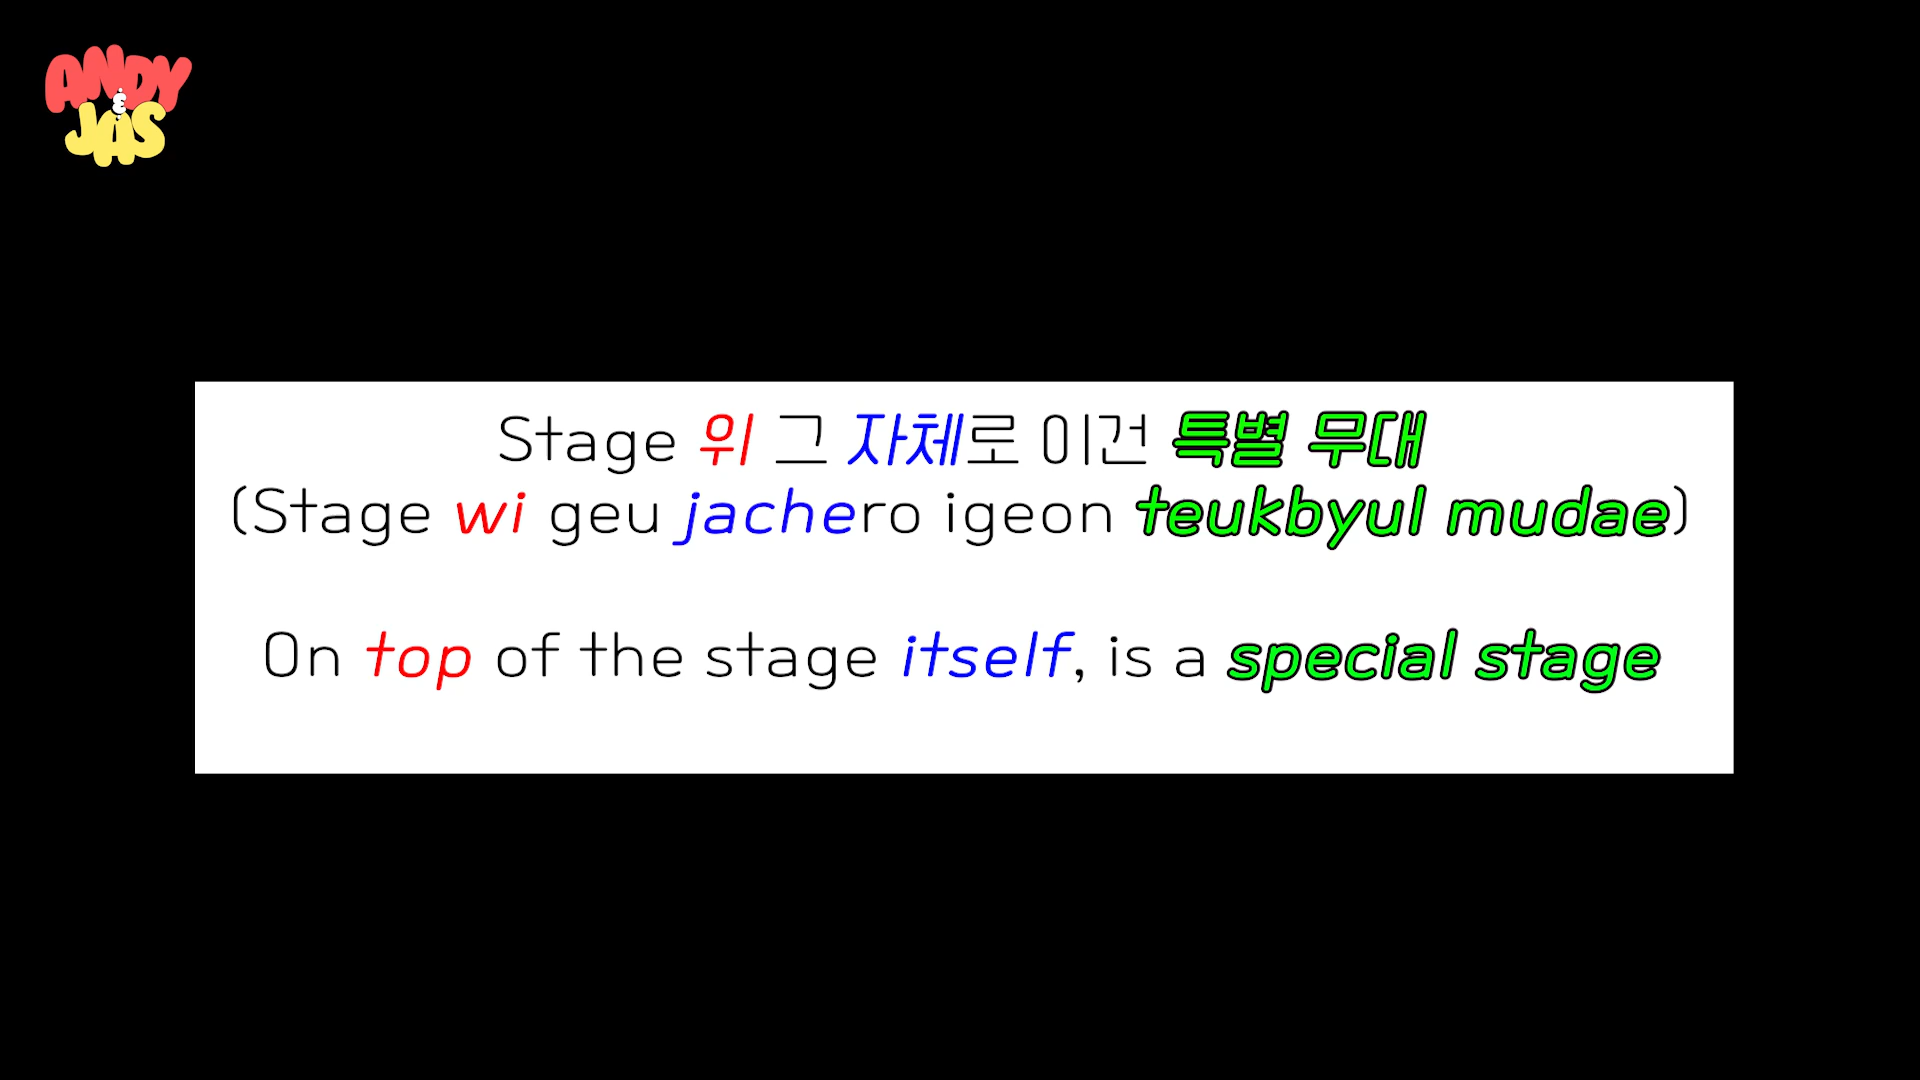 ANDY
&
JAS
Stage 위 그 자체로 이건 특별 무대
(Stage wi geu jachero igeon teukbyul mudae)
On top of the stage itself, is a special stage